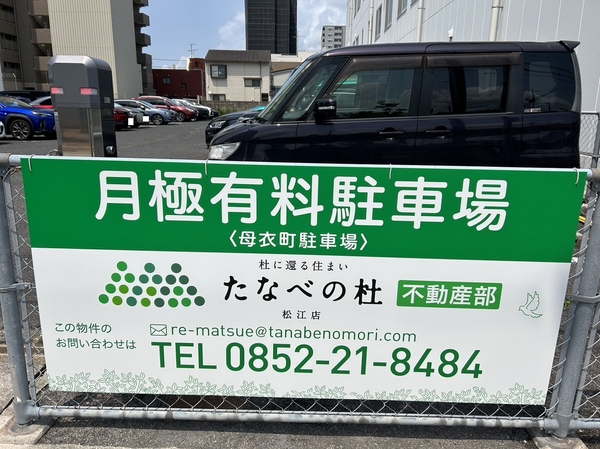 月極有料駐車場
〈母衣町駐車場〉
杜に還る住まい
たなべの杜 不動産部
松江店
この物件の
お問い合わせは
re-matsue@tanabenomori.com
TEL 0852-21-8484